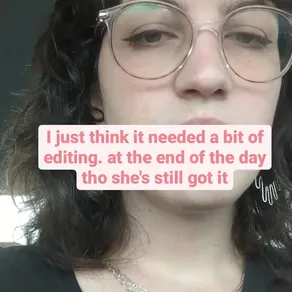 I just think it needed a bit of
editing. at the end of the day
tho she's still got it